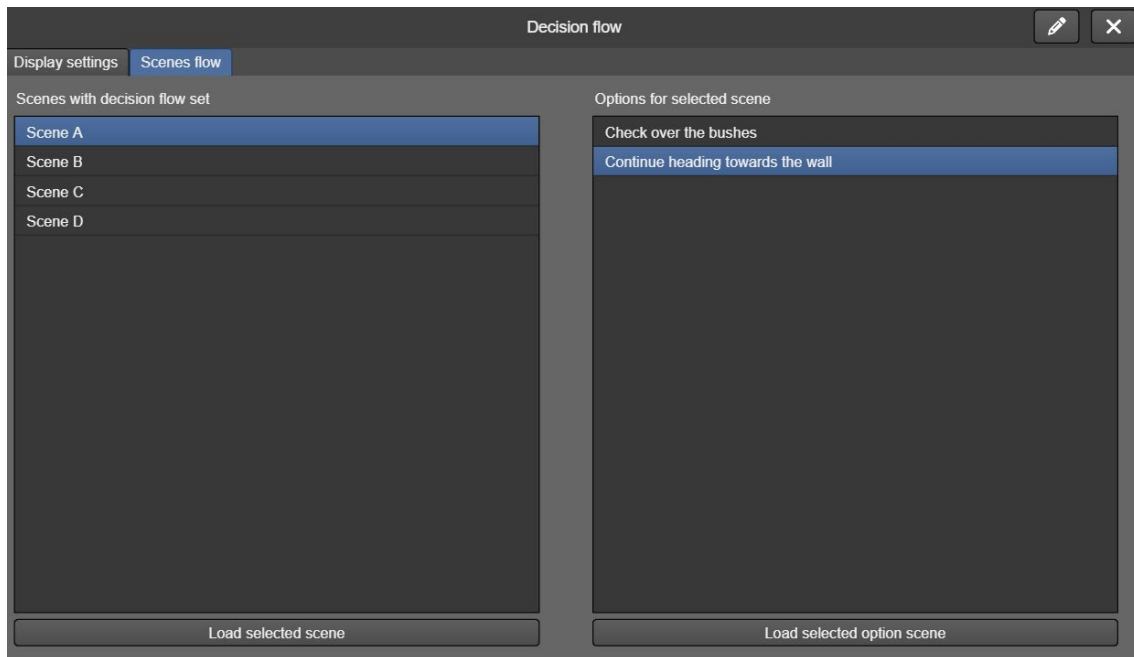 Decision flow
Display settings
Scenes flow
Scenes with decision flow set
Scene A
Scene B
Scene C
Scene D
Load selected scene
Options for selected scene
Check over the bushes
Continue heading towards the wall
Load selected option scene